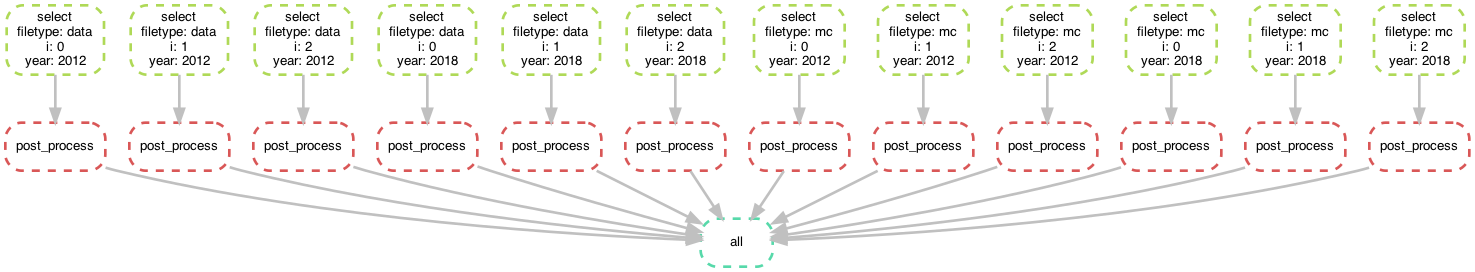 select
filetype: data
i: 0
year: 2012
select
filetype: data
i: 1
year: 2012
select
filetype: data
i: 2
year: 2012
select
filetype: data
i: 0
year: 2018
select
filetype: data
i: 1
year: 2018
select
filetype: data
i: 2
year: 2018
select
filetype: mc
i: 0
year: 2012
select
filetype: mc
i: 1
year: 2012
select
filetype: mc
i: 2
year: 2012
select
filetype: mc
i: 0
year: 2018
select
filetype: mc
i: 1
year: 2018
select
filetype: mc
i: 2
year: 2018
post_process
post_process
post_process
post_process
post_process
post_process
post_process
post_process
post_process
post_process
post_process
post_process
all